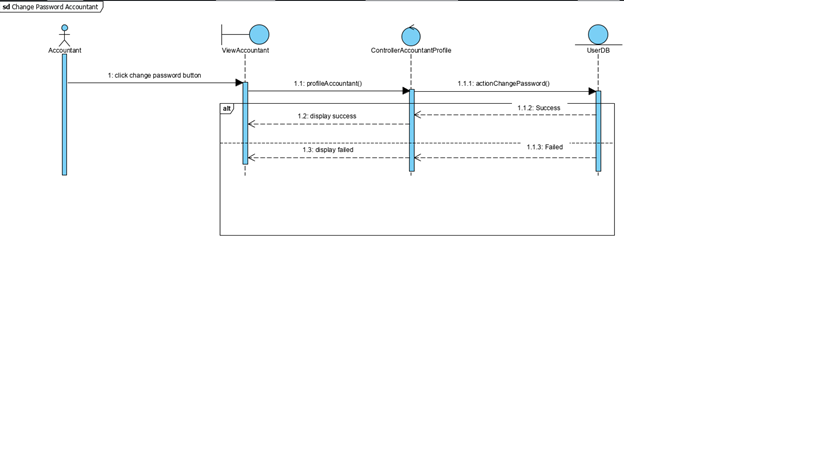 sd Change Password Accountant
Accountant
ViewAccountant
ControllerAccountantProfile
UserDB
1: click change password button
1.1: profileAccountant()
1.1.1: actionChangePassword()
alt
1.1.2: Success
1.2: display success
1.1.3: Failed
1.3: display failed